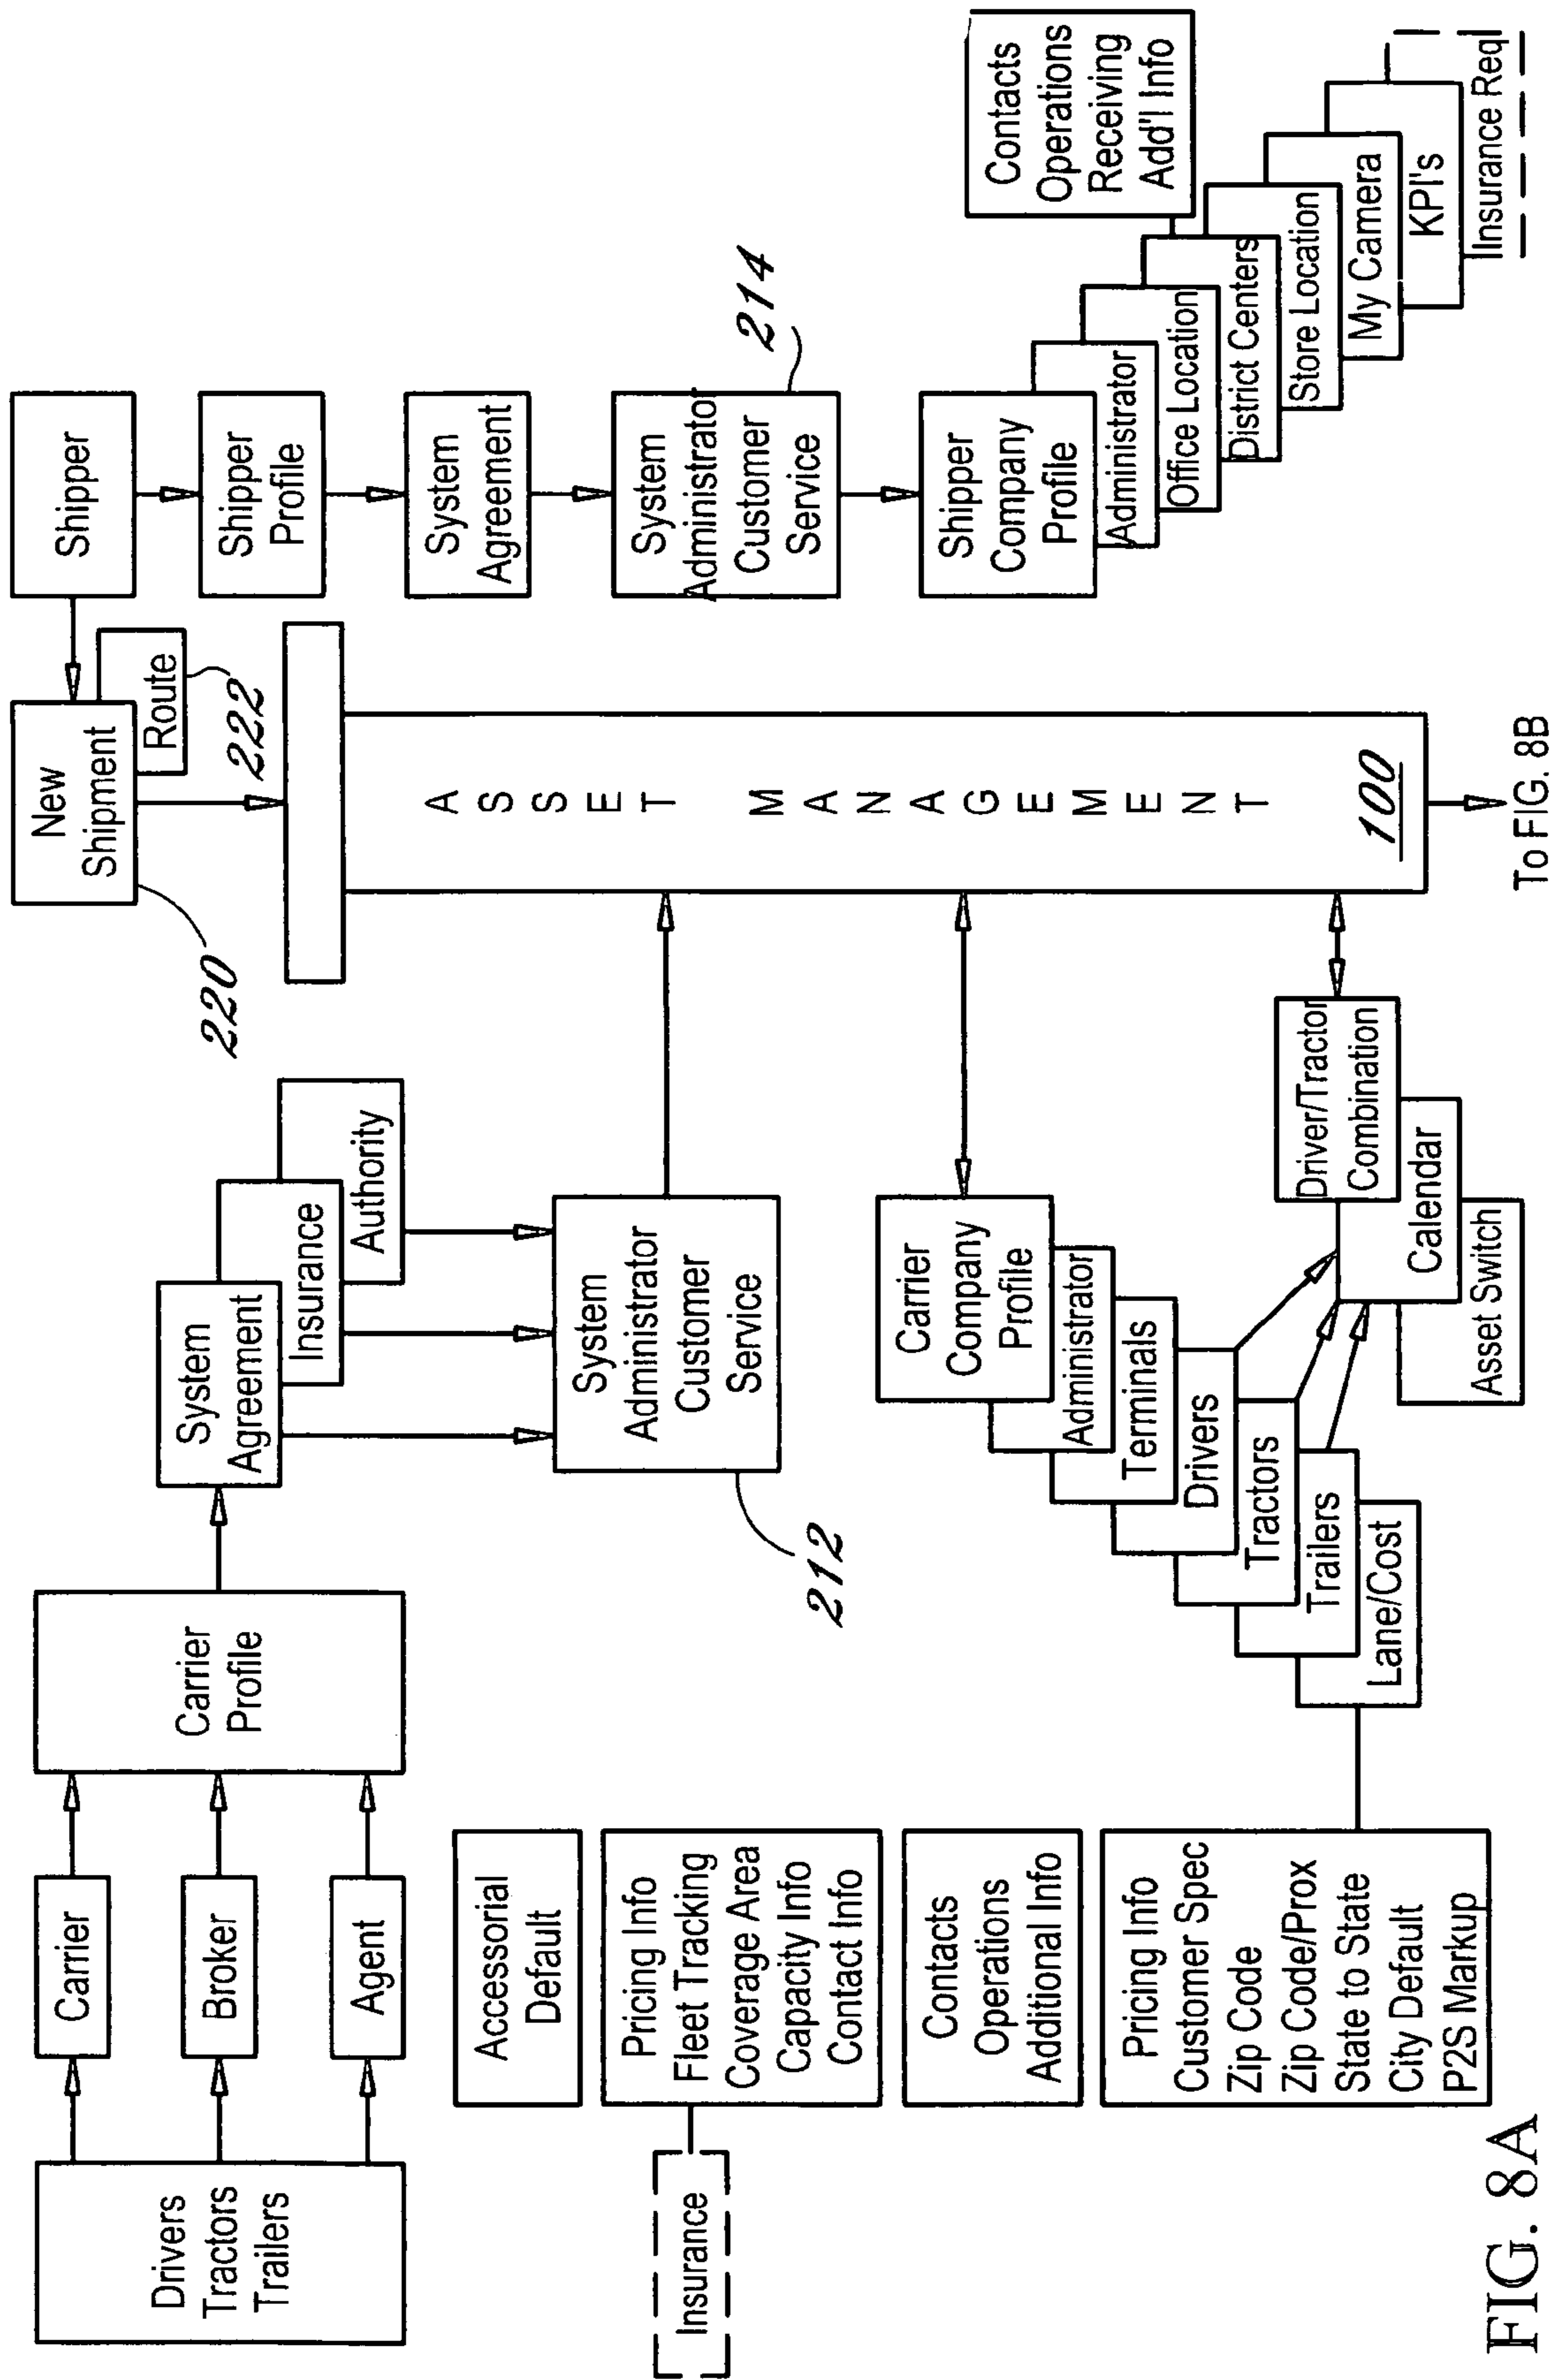 Drivers
Tractors
Trailers
Carrier
Broker
Agent
Carrier
Profile
System
Agreement
Insurance
Authority
System
Administrator
Customer
Service
212
New
Shipment
220
Route
222
Shipper
Shipper
Profile
System
Agreement
System
Administrator
Customer
Service
214
Shipper
Company
Profile
Administrator
Office Location
District Centers
Store Location
My Camera
KPI's
Insurance Req
Contacts
Operations
Receiving
Add'l Info
ASSET MANAGEMENT
100
To FIG. 8B
Accessorial
Default
Insurance
Pricing Info
Fleet Tracking
Coverage Area
Capacity Info
Contact Info
Contacts
Operations
Additional Info
Pricing Info
Customer Spec
Zip Code
Zip Code/Prox
State to State
City Default
P2S Markup
Carrier
Company
Profile
Administrator
Terminals
Drivers
Tractors
Trailers
Lane/Cost
Driver/Tractor
Combination
Calendar
Asset Switch
FIG. 8A